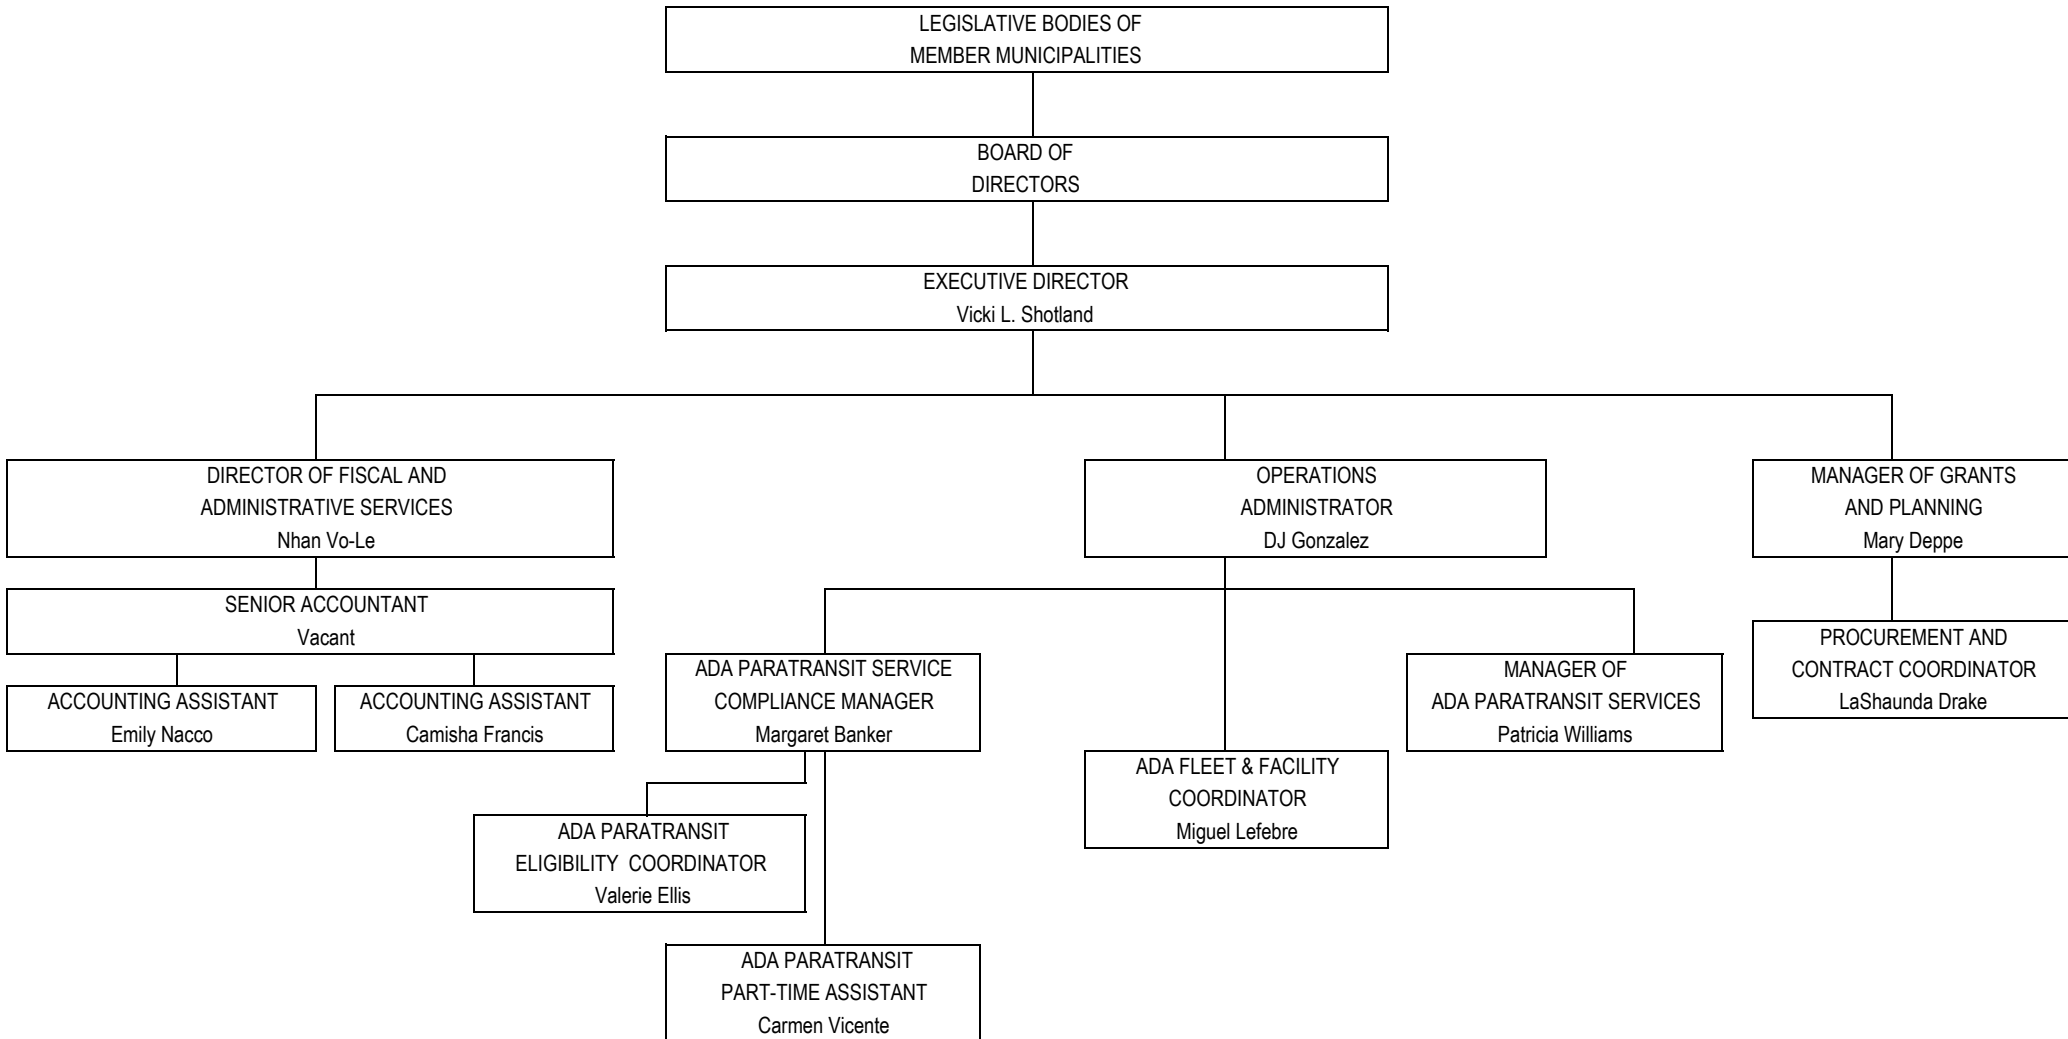 LEGISLATIVE BODIES OF
MEMBER MUNICIPALITIES
BOARD OF
DIRECTORS
EXECUTIVE DIRECTOR
Vicki L. Shotland
DIRECTOR OF FISCAL AND
ADMINISTRATIVE SERVICES
Nhan Vo-Le
OPERATIONS
ADMINISTRATOR
DJ Gonzalez
MANAGER OF GRANTS
AND PLANNING
Mary Deppe
SENIOR ACCOUNTANT
Vacant
ACCOUNTING ASSISTANT
Emily Nacco
ACCOUNTING ASSISTANT
Camisha Francis
ADA PARATRANSIT SERVICE
COMPLIANCE MANAGER
Margaret Banker
MANAGER OF
ADA PARATRANSIT SERVICES
Patricia Williams
PROCUREMENT AND
CONTRACT COORDINATOR
LaShaunda Drake
ADA FLEET & FACILITY
COORDINATOR
Miguel Lefebre
ADA PARATRANSIT
ELIGIBILITY COORDINATOR
Valerie Ellis
ADA PARATRANSIT
PART-TIME ASSISTANT
Carmen Vicente